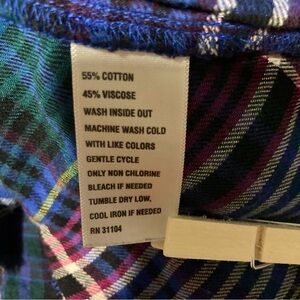 55% COTTON
45% VISCOSE
WASH INSIDE OUT
MACHINE WASH COLD
WITH LIKE COLORS
GENTLE CYCLE
ONLY NON CHLORINE
BLEACH IF NEEDED
TUMBLE DRY LOW,
COOL IRON IF NEEDED
RN 31104